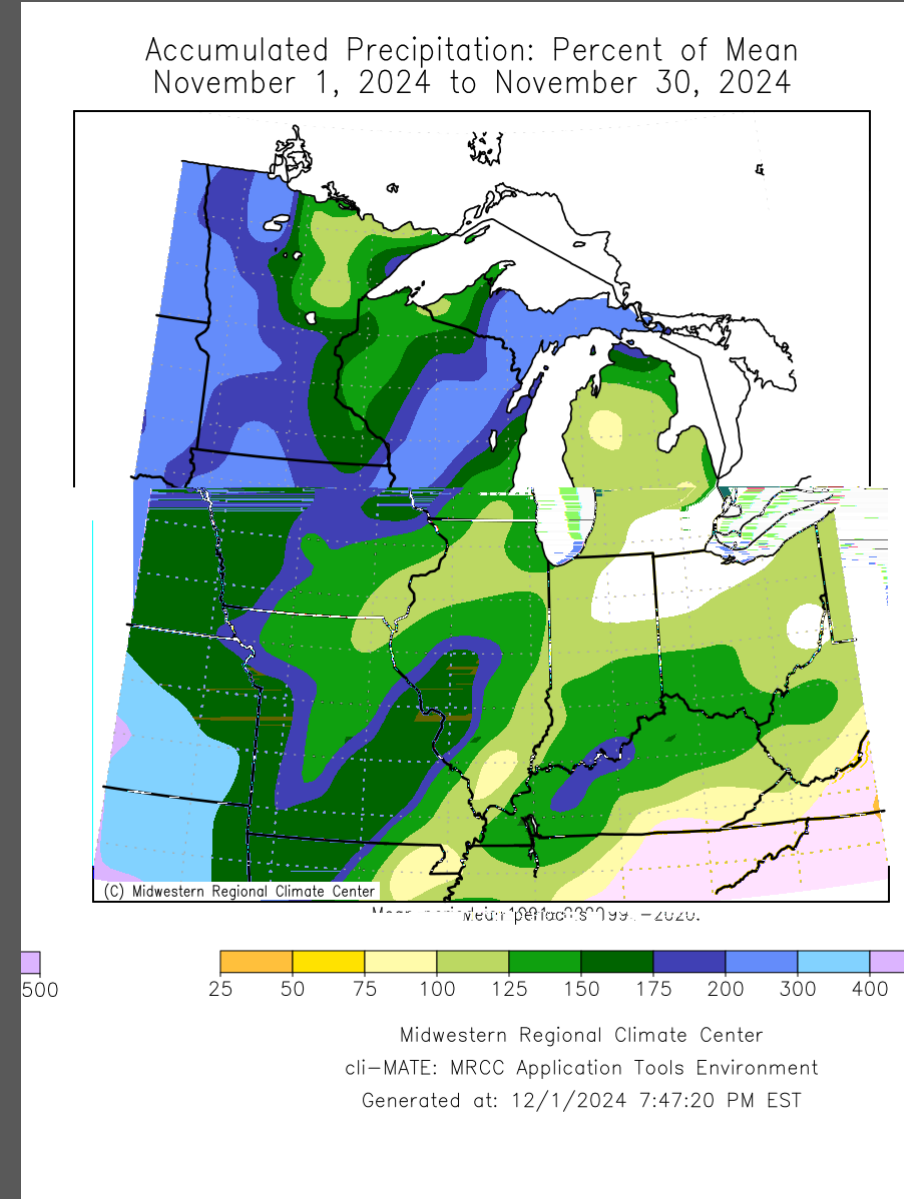 Accumulated Precipitation: Percent of Mean
November 1, 2024 to November 30, 2024
(C) Midwestern Regional Climate Center
500 25 50 75 100 125 150 175 200 300 400
Midwestern Regional Climate Center
cli-MATE: MRCC Application Tools Environment
Generated at: 12/1/2024 7:47:20 PM EST